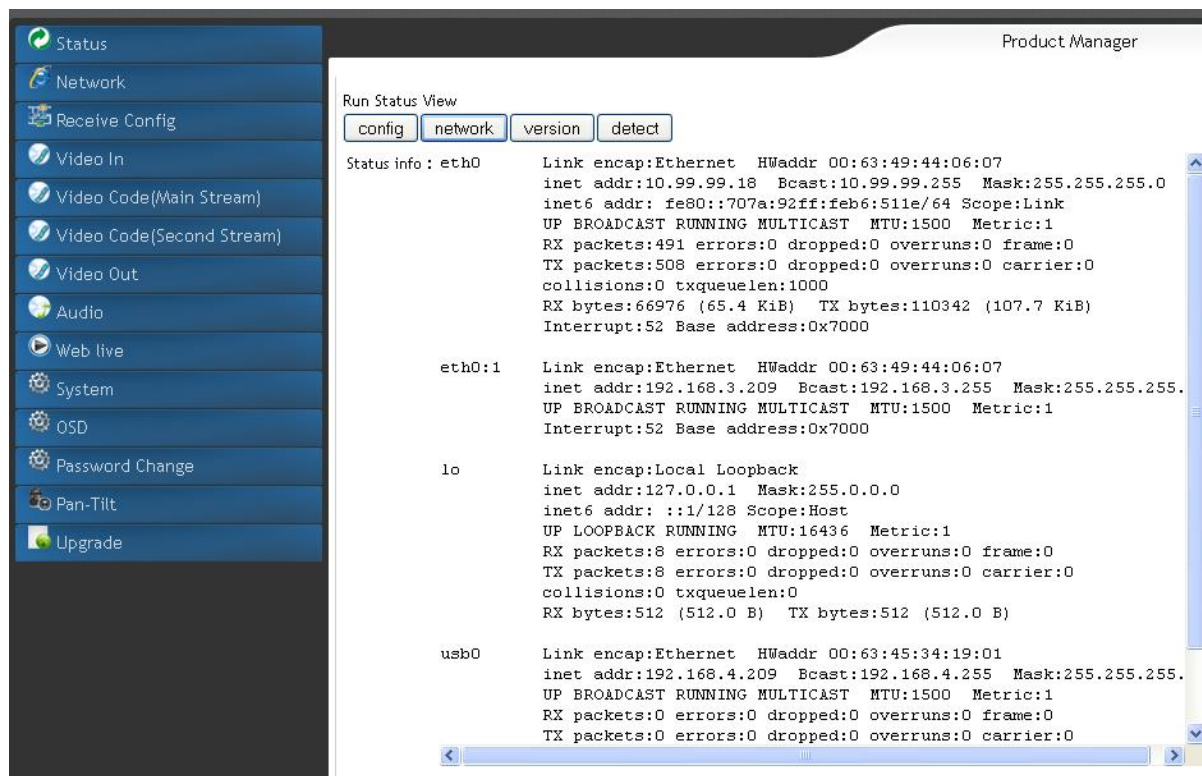 Status
Network
Receive Config
Video In
Video Code(Main Stream)
Video Code(Second Stream)
Video Out
Audio
Web live
System
OSD
Password Change
Pan-Tilt
Upgrade
Product Manager
Run Status View
config network version detect
Status info : eth0 Link encap:Ethernet HWaddr 00:63:49:44:06:07
inet addr:10.99.99.18 Bcast:10.99.99.255 Mask:255.255.255.0
inet6 addr: fe80::707a:92ff:feb6:511e/64 Scope:Link
UP BROADCAST RUNNING MULTICAST MTU:1500 Metric:1
RX packets:491 errors:0 dropped:0 overruns:0 frame:0
TX packets:508 errors:0 dropped:0 overruns:0 carrier:0
collisions:0 txqueuelen:1000
RX bytes:66976 (65.4 KiB) TX bytes:110342 (107.7 KiB)
Interrupt:52 Base address:0x7000
eth0:1 Link encap:Ethernet HWaddr 00:63:49:44:06:07
inet addr:192.168.3.209 Bcast:192.168.3.255 Mask:255.255.255.
UP BROADCAST RUNNING MULTICAST MTU:1500 Metric:1
Interrupt:52 Base address:0x7000
lo Link encap:Local Loopback
inet addr:127.0.0.1 Mask:255.0.0.0
inet6 addr: ::1/128 Scope:Host
UP LOOPBACK RUNNING MTU:16436 Metric:1
RX packets:8 errors:0 dropped:0 overruns:0 frame:0
TX packets:8 errors:0 dropped:0 overruns:0 carrier:0
collisions:0 txqueuelen:0
RX bytes:512 (512.0 B) TX bytes:512 (512.0 B)
usb0 Link encap:Ethernet HWaddr 00:63:45:34:19:01
inet addr:192.168.4.209 Bcast:192.168.4.255 Mask:255.255.255.
UP BROADCAST RUNNING MULTICAST MTU:1500 Metric:1
RX packets:0 errors:0 dropped:0 overruns:0 frame:0
TX packets:0 errors:0 dropped:0 overruns:0 carrier:0